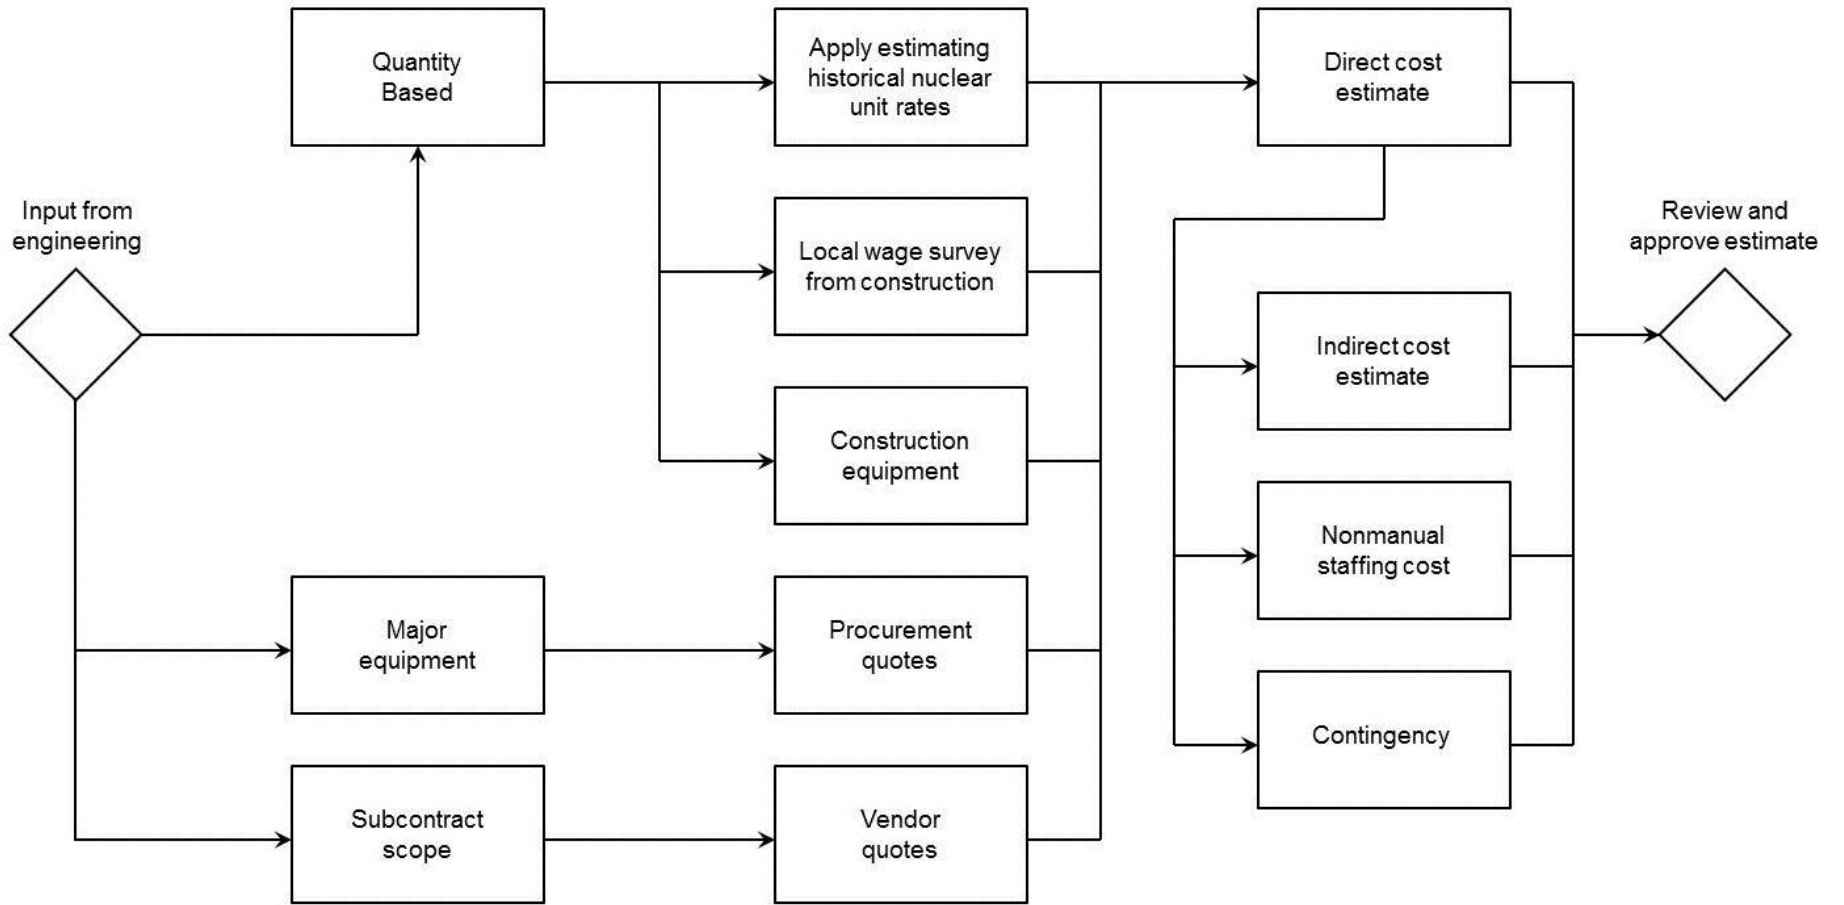 Quantity
Based
Apply estimating
historical nuclear
unit rates
Direct cost
estimate
Input from
engineering
Local wage survey
from construction
Review and
approve estimate
Indirect cost
estimate
Construction
equipment
Nonmanual
staffing cost
Major
equipment
Procurement
quotes
Contingency
Subcontract
scope
Vendor
quotes